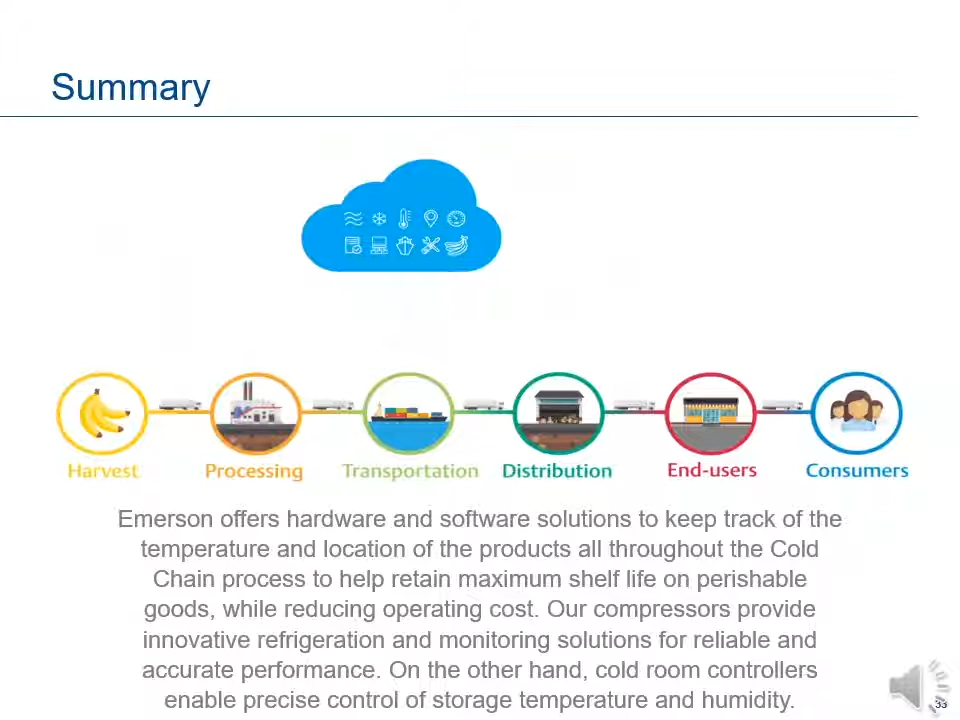 Summary
Harvest
Processing
Transportation
Distribution
End-users
Consumers
Emerson offers hardware and software solutions to keep track of the
temperature and location of the products all throughout the Cold
Chain process to help retain maximum shelf life on perishable
goods, while reducing operating cost. Our compressors provide
innovative refrigeration and monitoring solutions for reliable and
accurate performance. On the other hand, cold room controllers
enable precise control of storage temperature and humidity.